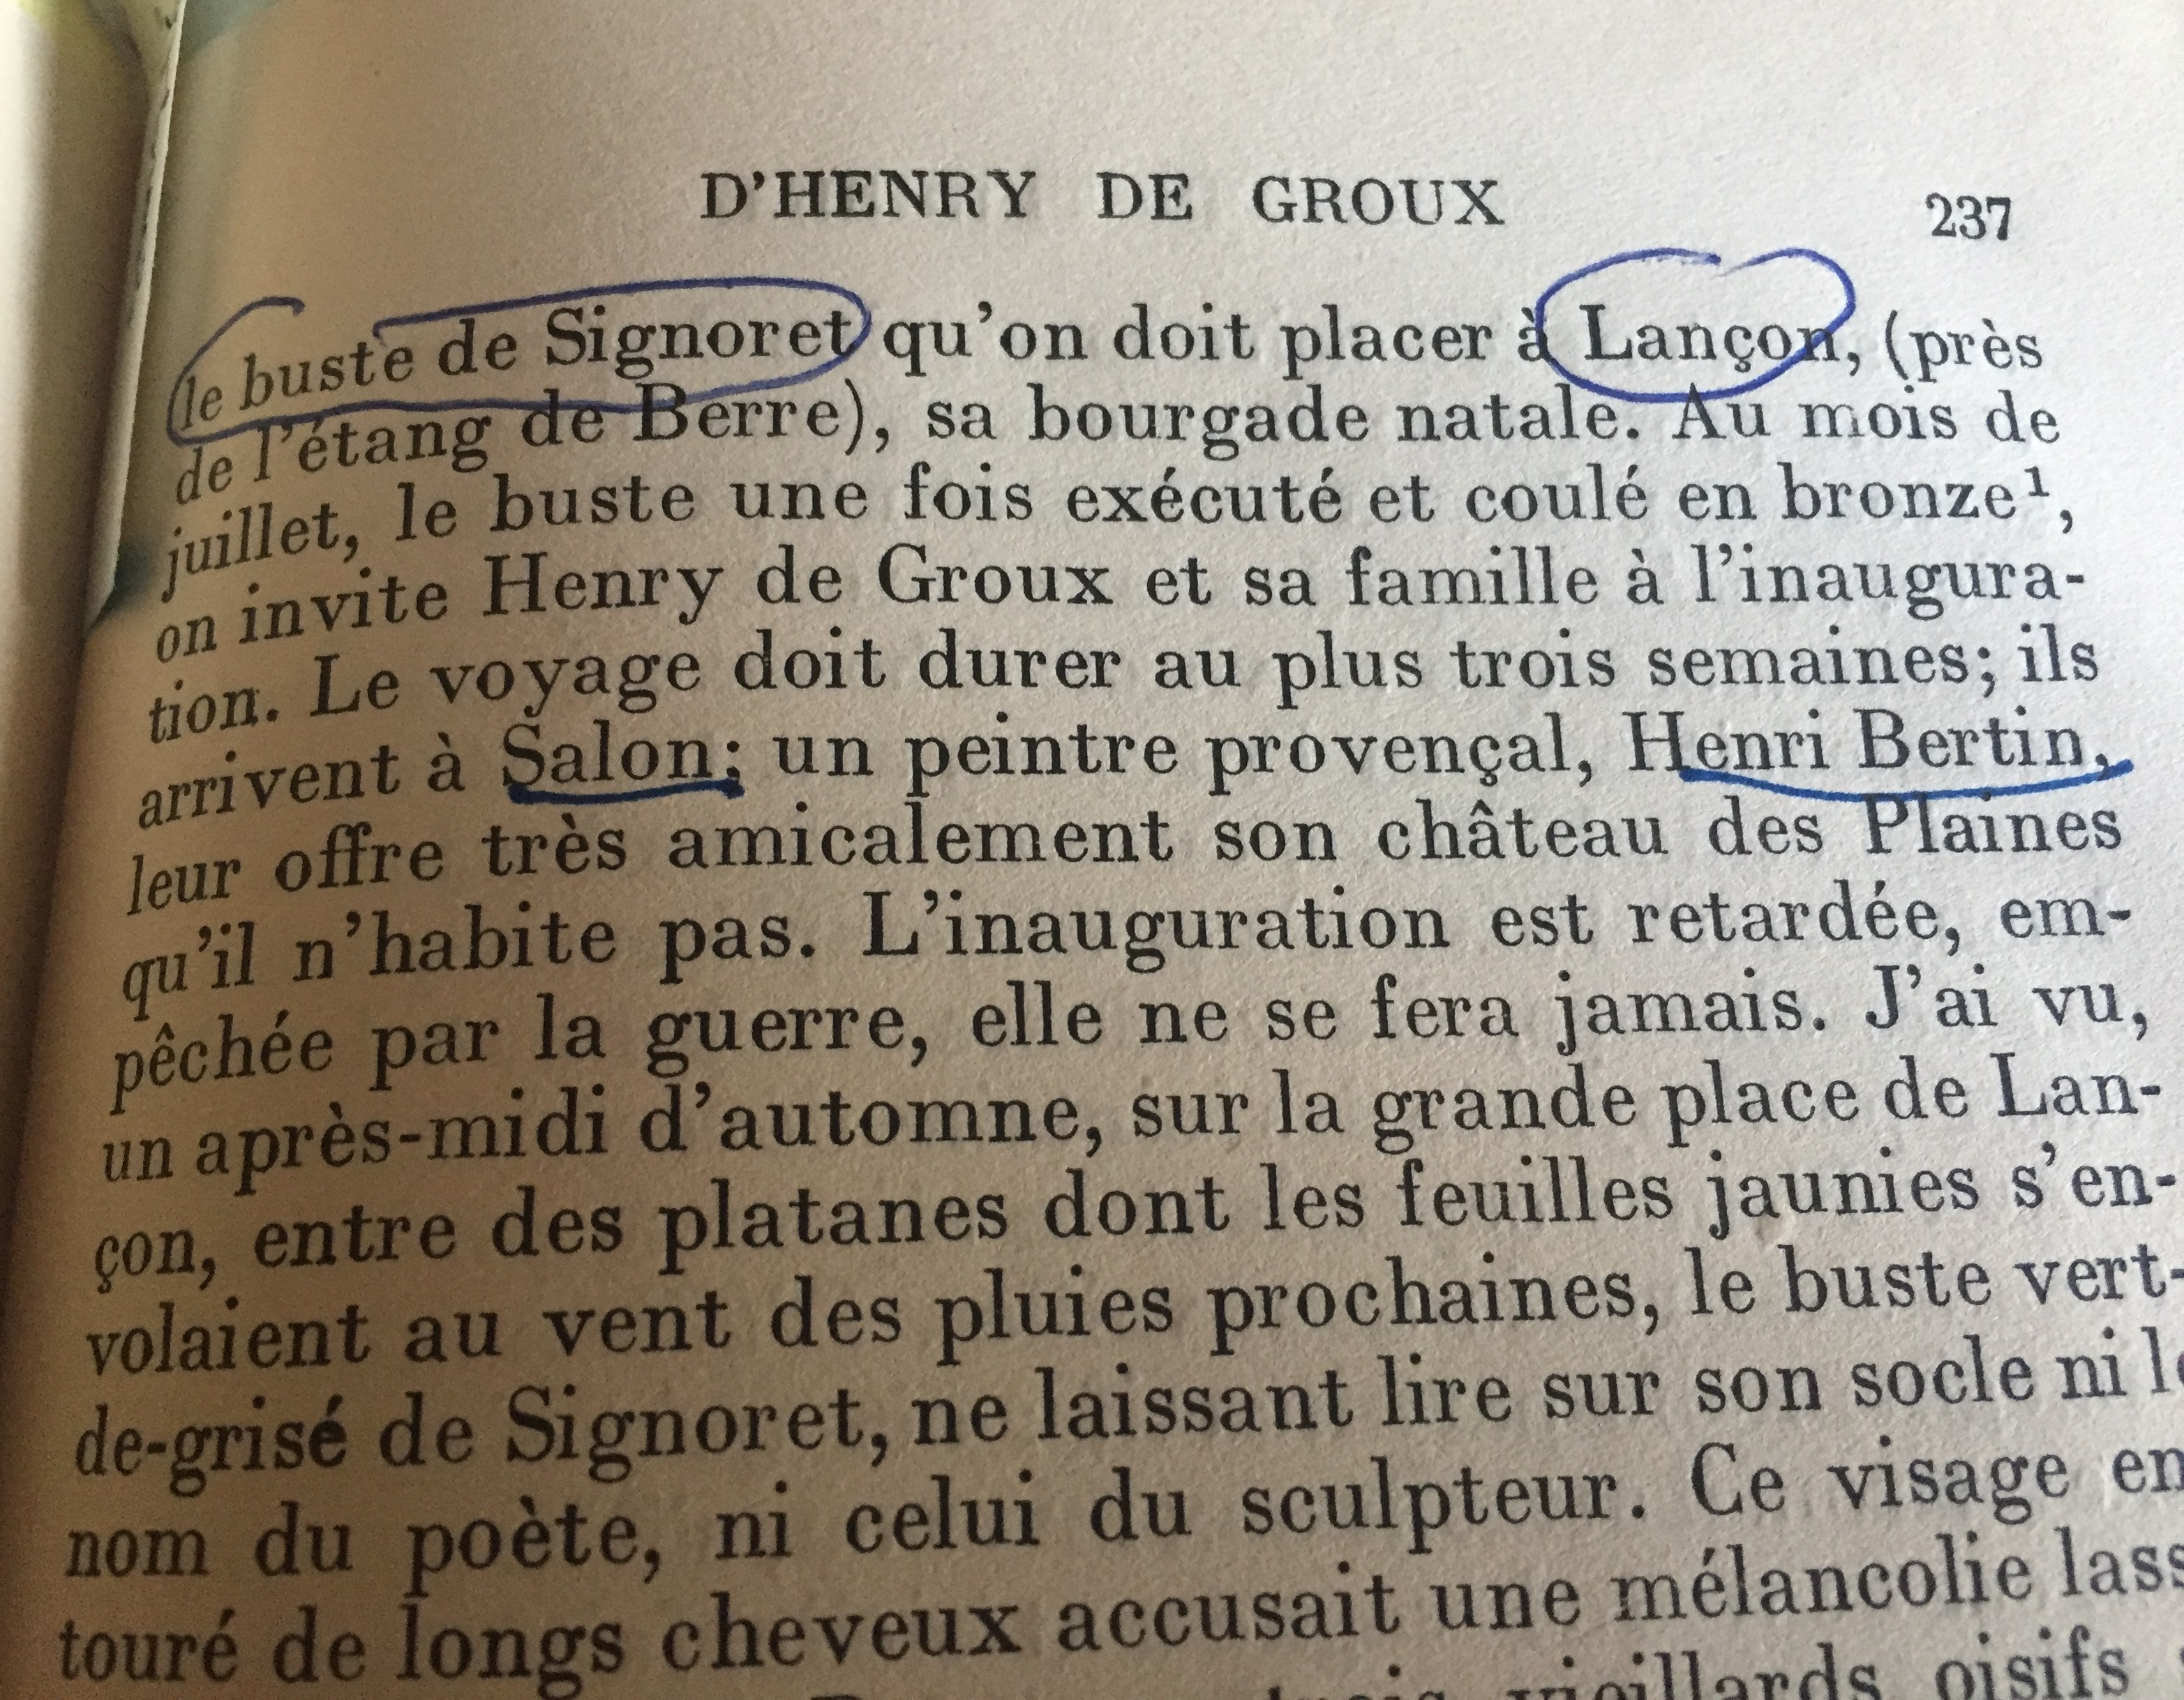 D'HENRY DE GROUX 237
le buste de Signoret qu'on doit placer à Lançon, (près
de l'étang de Berre), sa bourgade natale. Au mois de
juillet, le buste une fois exécuté et coulé en bronze¹,
on invite Henry de Groux et sa famille à l'inaugura-
tion. Le voyage doit durer au plus trois semaines; ils
arrivent à Salon; un peintre provençal, Henri Bertin,
leur offre très amicalement son château des Plaines
qu'il n'habite pas. L'inauguration est retardée, em-
pêchée par la guerre, elle ne se fera jamais. J'ai vu,
un après-midi d'automne, sur la grande place de Lan-
çon, entre des platanes dont les feuilles jaunies s'en-
volaient au vent des pluies prochaines, le buste vert-
de-grisé de Signoret, ne laissant lire sur son socle ni
nom du poète, ni celui du sculpteur. Ce visage en
touré de longs cheveux accusait une mélancolie
vieillards oisifs